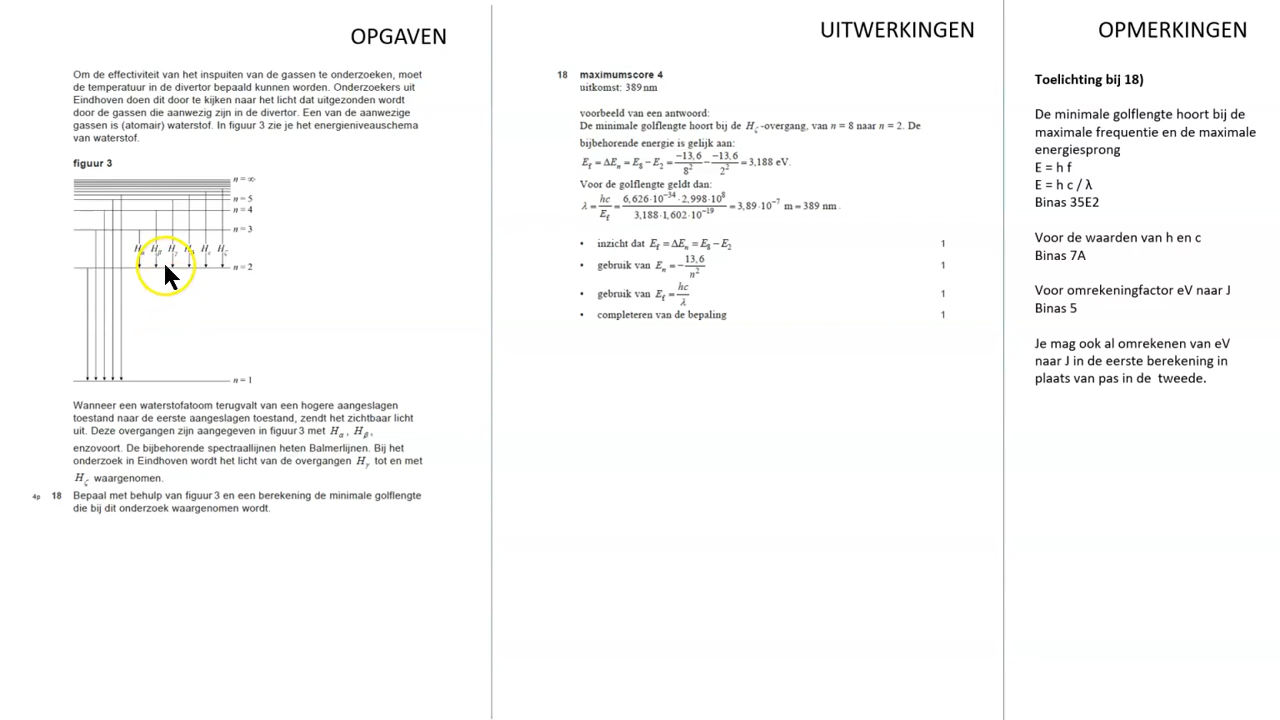 OPGAVEN
Om de effectiviteit van het inspuiten van de gassen te onderzoeken, moet
de temperatuur in de divertor bepaald kunnen worden. Onderzoekers uit
Eindhoven doen dit door te kijken naar het licht dat uitgezonden wordt
door de gassen die aanwezig zijn in de divertor. Een van de aanwezige
gassen is (atomair) waterstof. In figuur 3 zie je het energieniveauschema
van waterstof.
figuur 3
n = ∞
n = 5
n = 4
n = 3
H_β H_γ H_ε H_ζ
n = 2
n = 1
Wanneer een waterstofatoom terugvalt van een hogere aangeslagen
toestand naar de eerste aangeslagen toestand, zendt het zichtbaar licht
uit. Deze overgangen zijn aangegeven in figuur 3 met H_α, H_β,
enzovoort. De bijbehorende spectraallijnen heten Balmerlijnen. Bij het
onderzoek in Eindhoven wordt het licht van de overgangen H_γ tot en met
H_ζ waargenomen.
4p 18 Bepaal met behulp van figuur 3 en een berekening de minimale golflengte
die bij dit onderzoek waargenomen wordt.
UITWERKINGEN
18 maximumscore 4
uitkomst: 389 nm
voorbeeld van een antwoord:
De minimale golflengte hoort bij de H_ζ-overgang, van n = 8 naar n = 2. De
bijbehorende energie is gelijk aan:
E_f = ΔE_n = E_8 − E_2 = −13,6/8² − −13,6/2² = 3,188 eV.
Voor de golflengte geldt dan:
λ = hc/E_f = 6,626·10⁻³⁴ · 2,998·10⁸ / 3,188·1,602·10⁻¹⁹ = 3,89·10⁻⁷ m = 389 nm.
• inzicht dat E_f = ΔE_n = E_8 − E_2 1
• gebruik van E_n = −13,6/n² 1
• gebruik van E_f = hc/λ 1
• completeren van de bepaling 1
OPMERKINGEN
Toelichting bij 18)
De minimale golflengte hoort bij de
maximale frequentie en de maximale
energiesprong
E = h f
E = h c / λ
Binas 35E2
Voor de waarden van h en c
Binas 7A
Voor omrekeningfactor eV naar J
Binas 5
Je mag ook al omrekenen van eV
naar J in de eerste berekening in
plaats van pas in de tweede.